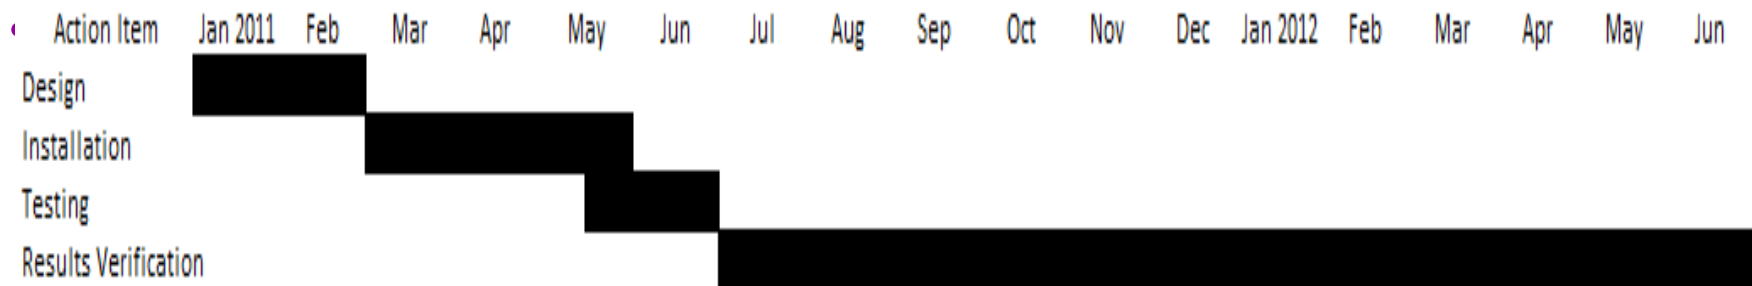 Action Item Jan 2011 Feb Mar Apr May Jun Jul Aug Sep Oct Nov Dec Jan 2012 Feb Mar Apr May Jun
Design
Installation
Testing
Results Verification